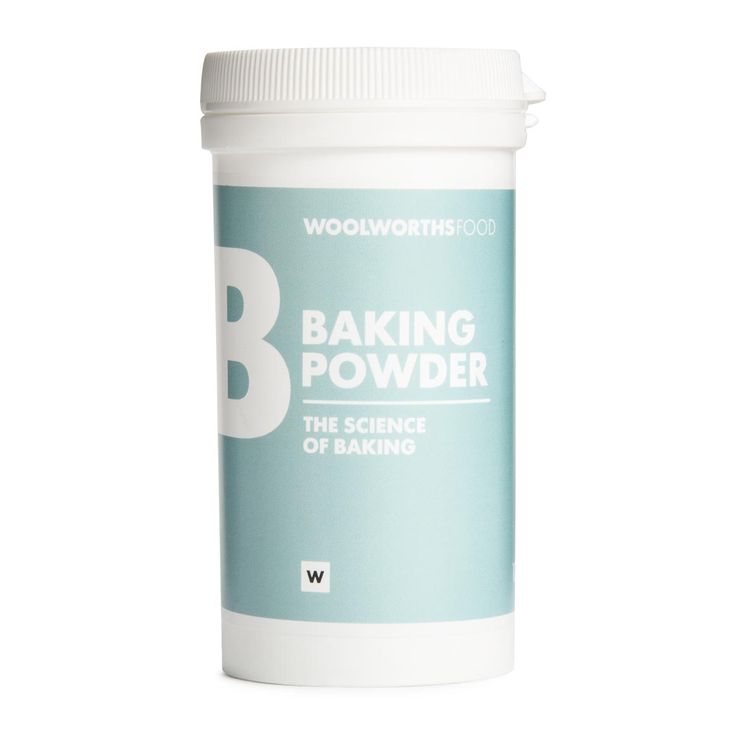 WOOLWORTHSFOOD
B
BAKING
POWDER
THE SCIENCE
OF BAKING
W